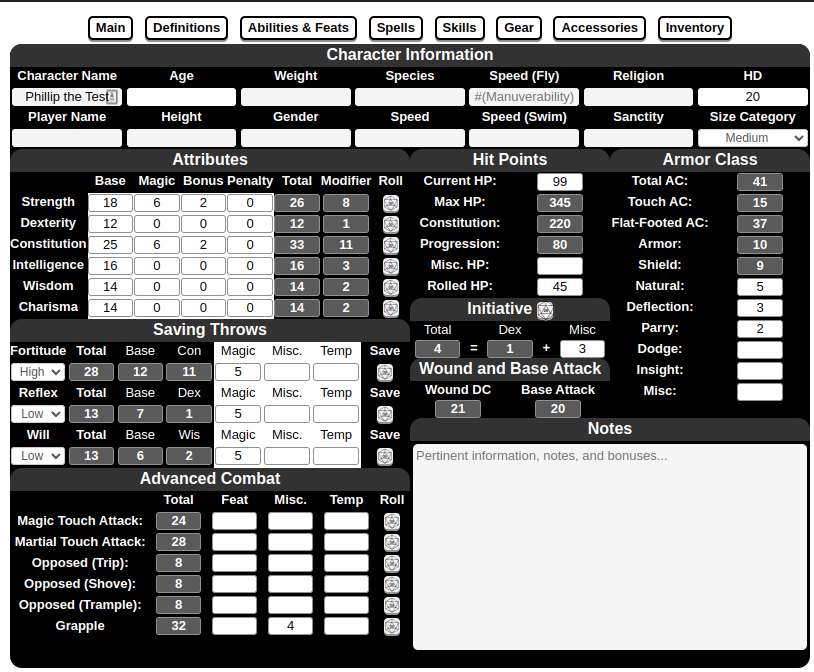 Main Definitions Abilities & Feats Spells Skills Gear Accessories Inventory
Character Information
Character Name Age Weight Species Speed (Fly) Religion HD
Phillip the Test #(Manuverability) 20
Player Name Height Gender Speed Speed (Swim) Sanctity Size Category
Medium
Attributes
Base Magic Bonus Penalty Total Modifier Roll
Strength 18 6 2 0 26 8
Dexterity 12 0 0 0 12 1
Constitution 25 6 2 0 33 11
Intelligence 16 0 0 0 16 3
Wisdom 14 0 0 0 14 2
Charisma 14 0 0 0 14 2
Saving Throws
Fortitude Total Base Con Magic Misc. Temp Save
High 28 12 11 5
Reflex Total Base Dex Magic Misc. Temp Save
Low 13 7 1 5
Will Total Base Wis Magic Misc. Temp Save
Low 13 6 2 5
Advanced Combat
Total Feat Misc. Temp Roll
Magic Touch Attack: 24
Martial Touch Attack: 28
Opposed (Trip): 8
Opposed (Shove): 8
Opposed (Trample): 8
Grapple 32 4
Hit Points
Current HP: 99
Max HP: 345
Constitution: 220
Progression: 80
Misc. HP:
Rolled HP: 45
Initiative
Total Dex Misc
4 = 1 + 3
Wound and Base Attack
Wound DC Base Attack
21 20
Armor Class
Total AC: 41
Touch AC: 15
Flat-Footed AC: 37
Armor: 10
Shield: 9
Natural: 5
Deflection: 3
Parry: 2
Dodge:
Insight:
Misc:
Notes
Pertinent information, notes, and bonuses...